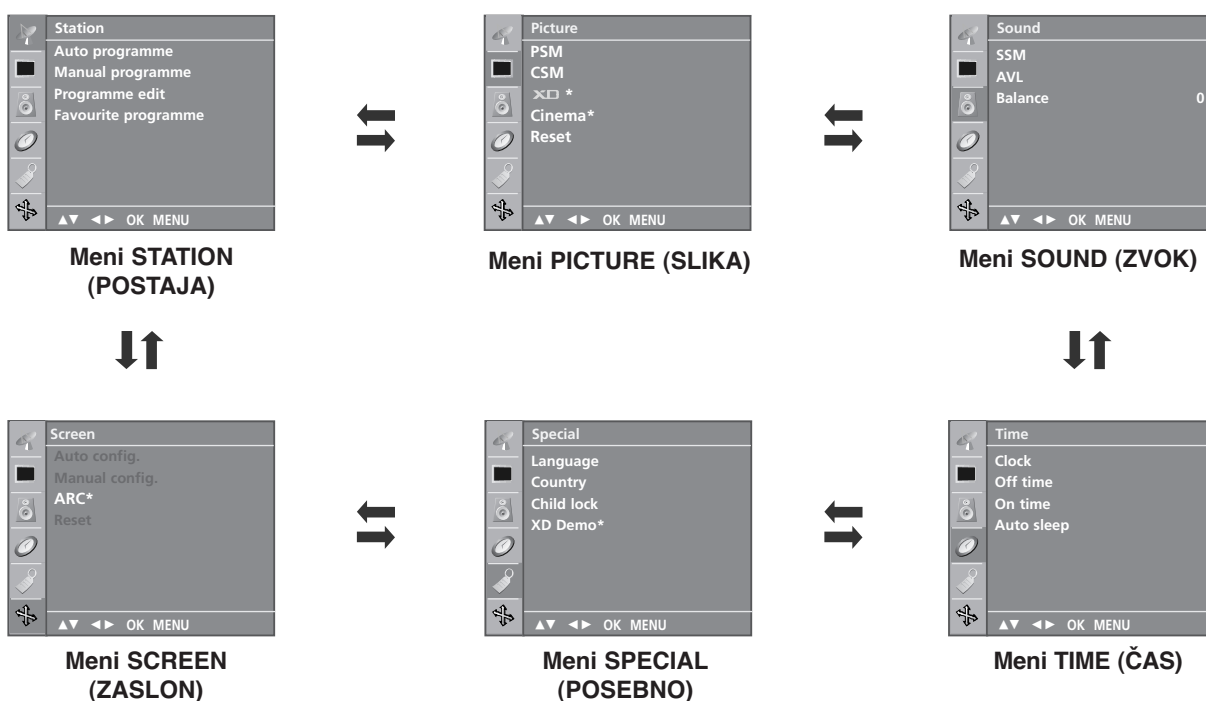 Station
Auto programme
Manual programme
Programme edit
Favourite programme
▲▼ ◄► OK MENU
Meni STATION
(POSTAJA)
Picture
PSM
CSM
XD *
Cinema*
Reset
▲▼ ◄► OK MENU
Meni PICTURE (SLIKA)
Sound
SSM
AVL
Balance 0
▲▼ ◄► OK MENU
Meni SOUND (ZVOK)
Screen
Auto config.
Manual config.
ARC*
Reset
▲▼ ◄► OK MENU
Meni SCREEN
(ZASLON)
Special
Language
Country
Child lock
XD Demo*
▲▼ ◄► OK MENU
Meni SPECIAL
(POSEBNO)
Time
Clock
Off time
On time
Auto sleep
▲▼ ◄► OK MENU
Meni TIME (ČAS)